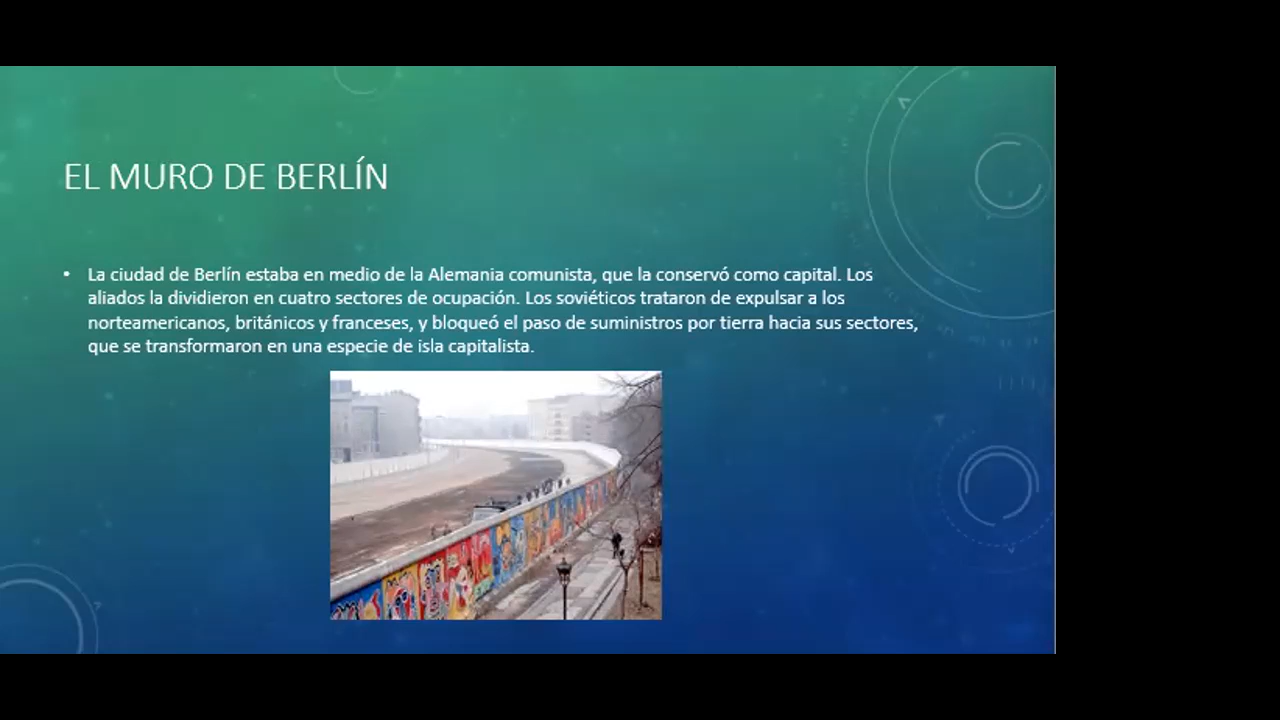 EL MURO DE BERLÍN
• La ciudad de Berlín estaba en medio de la Alemania comunista, que la conservó como capital. Los
aliados la dividieron en cuatro sectores de ocupación. Los soviéticos trataron de expulsar a los
norteamericanos, británicos y franceses, y bloqueó el paso de suministros por tierra hacia sus sectores,
que se transformaron en una especie de isla capitalista.